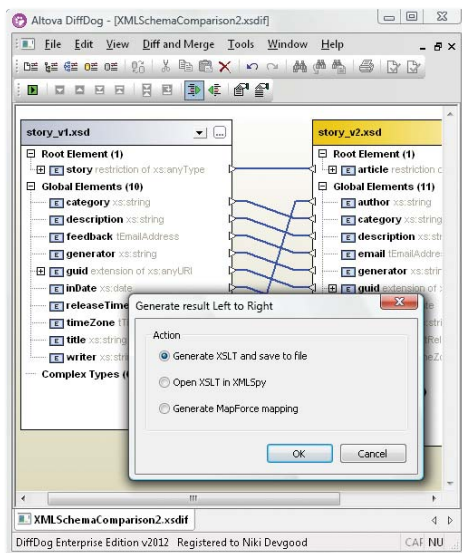 Altova DiffDog - [XMLSchemaComparison2.xsdif]
File Edit View Diff and Merge Tools Window Help
story_v1.xsd
Root Element (1)
story restriction of xs:anyType
Global Elements (10)
category xs:string
description xs:string
feedback tEmailAddress
generator xs:string
guid extension of xs:anyURI
inDate xs:date
releaseTime
timeZone
title xs:string
writer xs:string
Complex Types
story_v2.xsd
Root Element (1)
article restriction
Global Elements (11)
author xs:string
category xs:string
description
email
generator
guid extension of
Generate result Left to Right
Action
Generate XSLT and save to file
Open XSLT in XMLSpy
Generate MapForce mapping
OK Cancel
XMLSchemaComparison2.xsdif
DiffDog Enterprise Edition v2012 Registered to Niki Devgood CAF NU